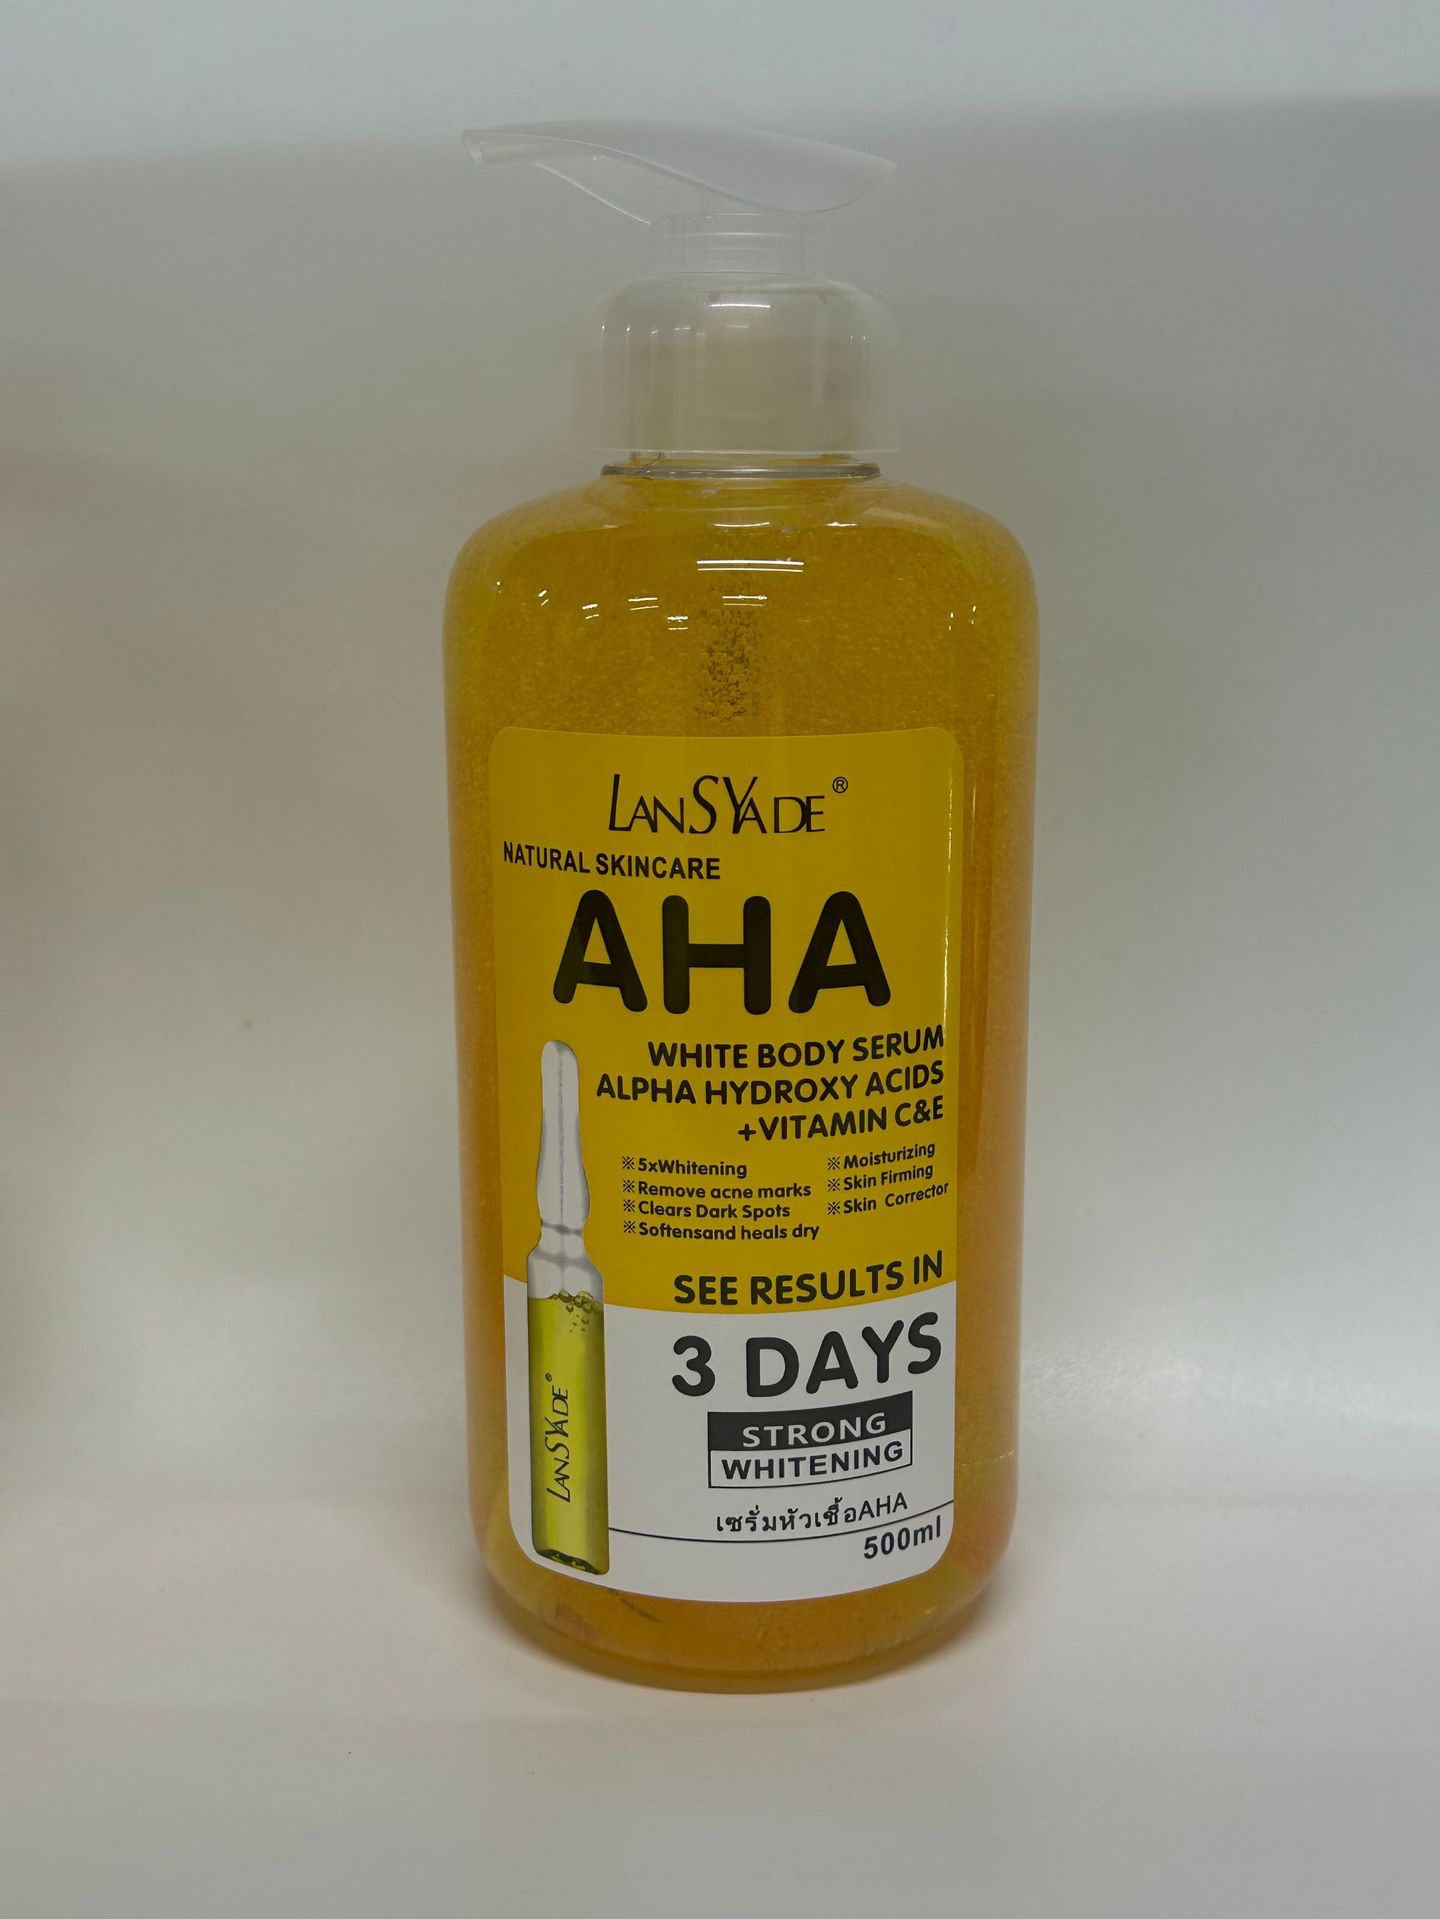 LANSYADE®
NATURAL SKINCARE
AHA
WHITE BODY SERUM
ALPHA HYDROXY ACIDS
+VITAMIN C&E
※5xWhitening
※Remove acne marks
※Clears Dark Spots
※Softensand heals dry
※Moisturizing
※Skin Firming
※Skin Corrector
SEE RESULTS IN
3 DAYS
STRONG
WHITENING
เซรั่มหัวเชื้อAHA
500ml
LANSYADE®